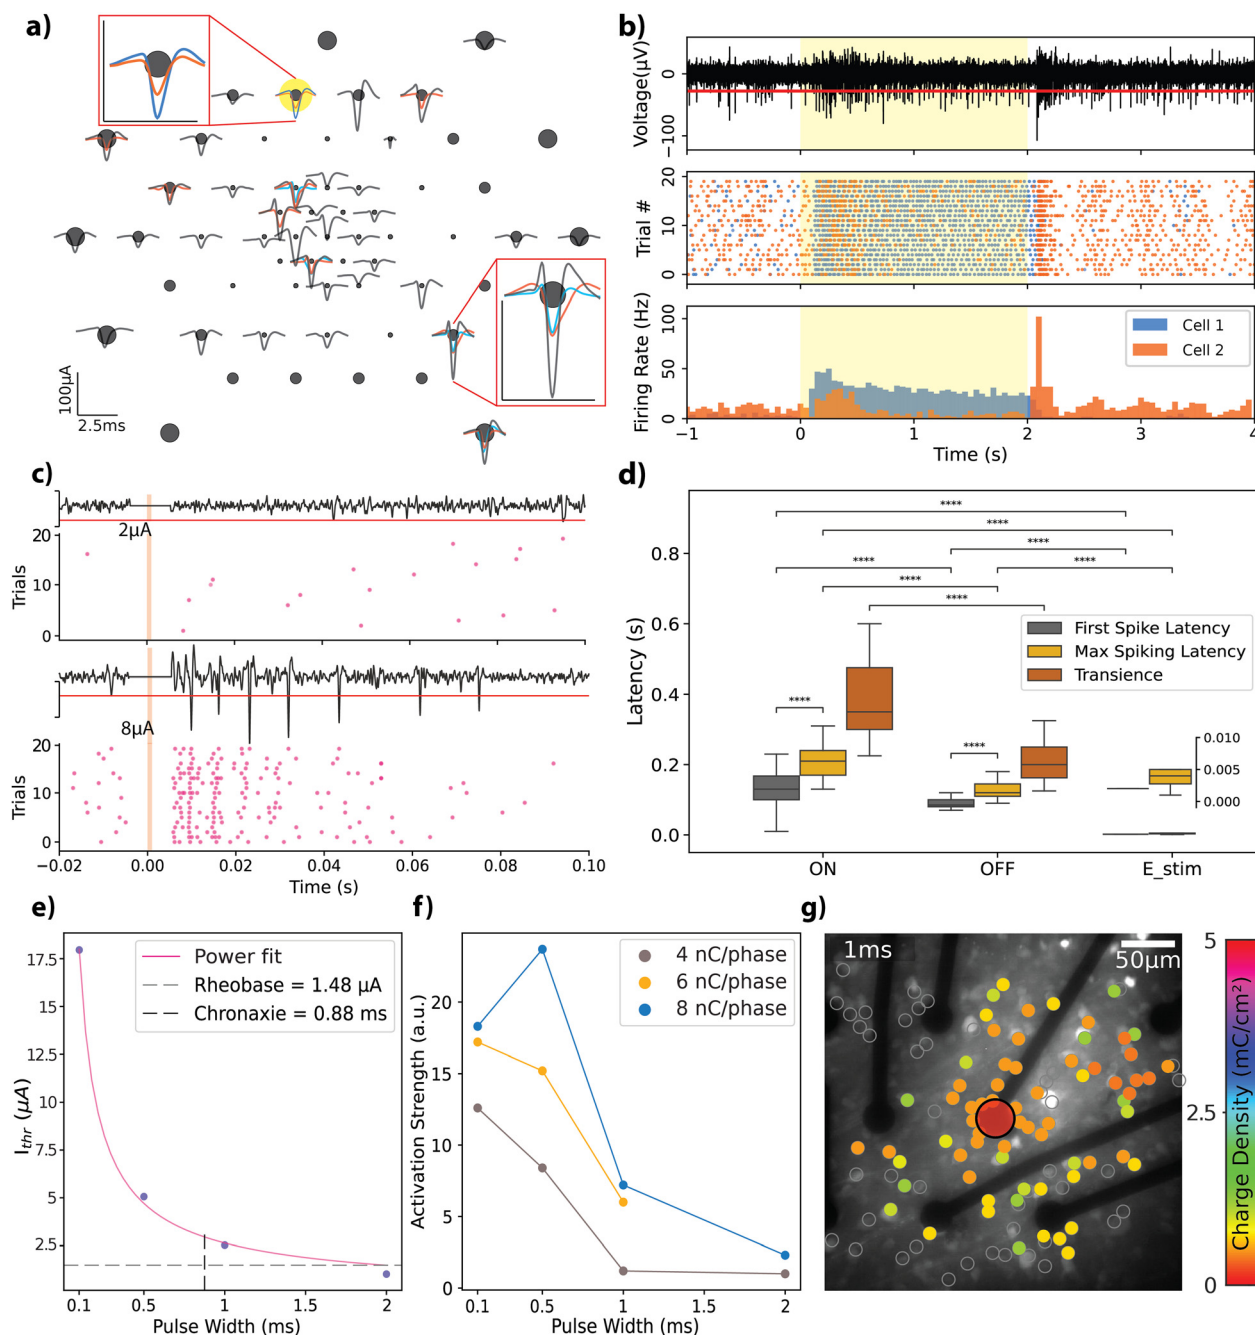 a)
100μA
2.5ms
b)
Voltage(μV)
0
−100
Trial #
20
10
0
Firing Rate (Hz)
100
50
0
Cell 1
Cell 2
−1
0
1
2
3
4
Time (s)
c)
2μA
Trials
20
10
0
8μA
Trials
20
10
0
−0.02
0.00
0.02
0.04
0.06
0.08
0.10
Time (s)
d)
Latency (s)
0.8
0.6
0.4
0.2
0.0
****
****
****
****
****
****
****
****
****
First Spike Latency
Max Spiking Latency
Transience
0.010
0.005
0.000
ON
OFF
E_stim
e)
I_thr (μA)
17.5
15
12.5
10
7.5
5
2.5
Power fit
Rheobase = 1.48 μA
Chronaxie = 0.88 ms
0.1
0.5
1
1.5
2
Pulse Width (ms)
f)
Activation Strength (a.u.)
20
15
10
5
0
4 nC/phase
6 nC/phase
8 nC/phase
0.1
0.5
1
2
Pulse Width (ms)
g)
1ms
50μm
5
2.5
0
Charge Density (mC/cm²)